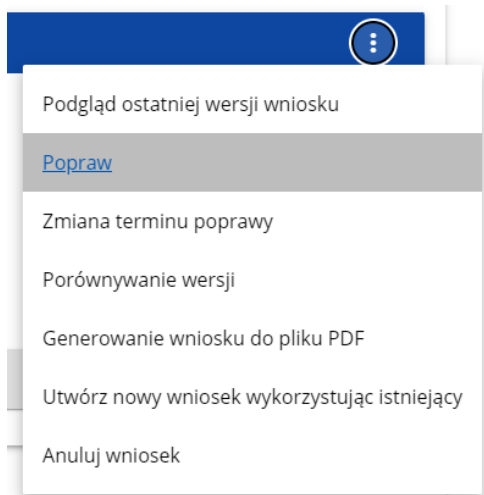 Podgląd ostatniej wersji wniosku
Popraw
Zmiana terminu poprawy
Porównywanie wersji
Generowanie wniosku do pliku PDF
Utwórz nowy wniosek wykorzystując istniejący
Anuluj wniosek